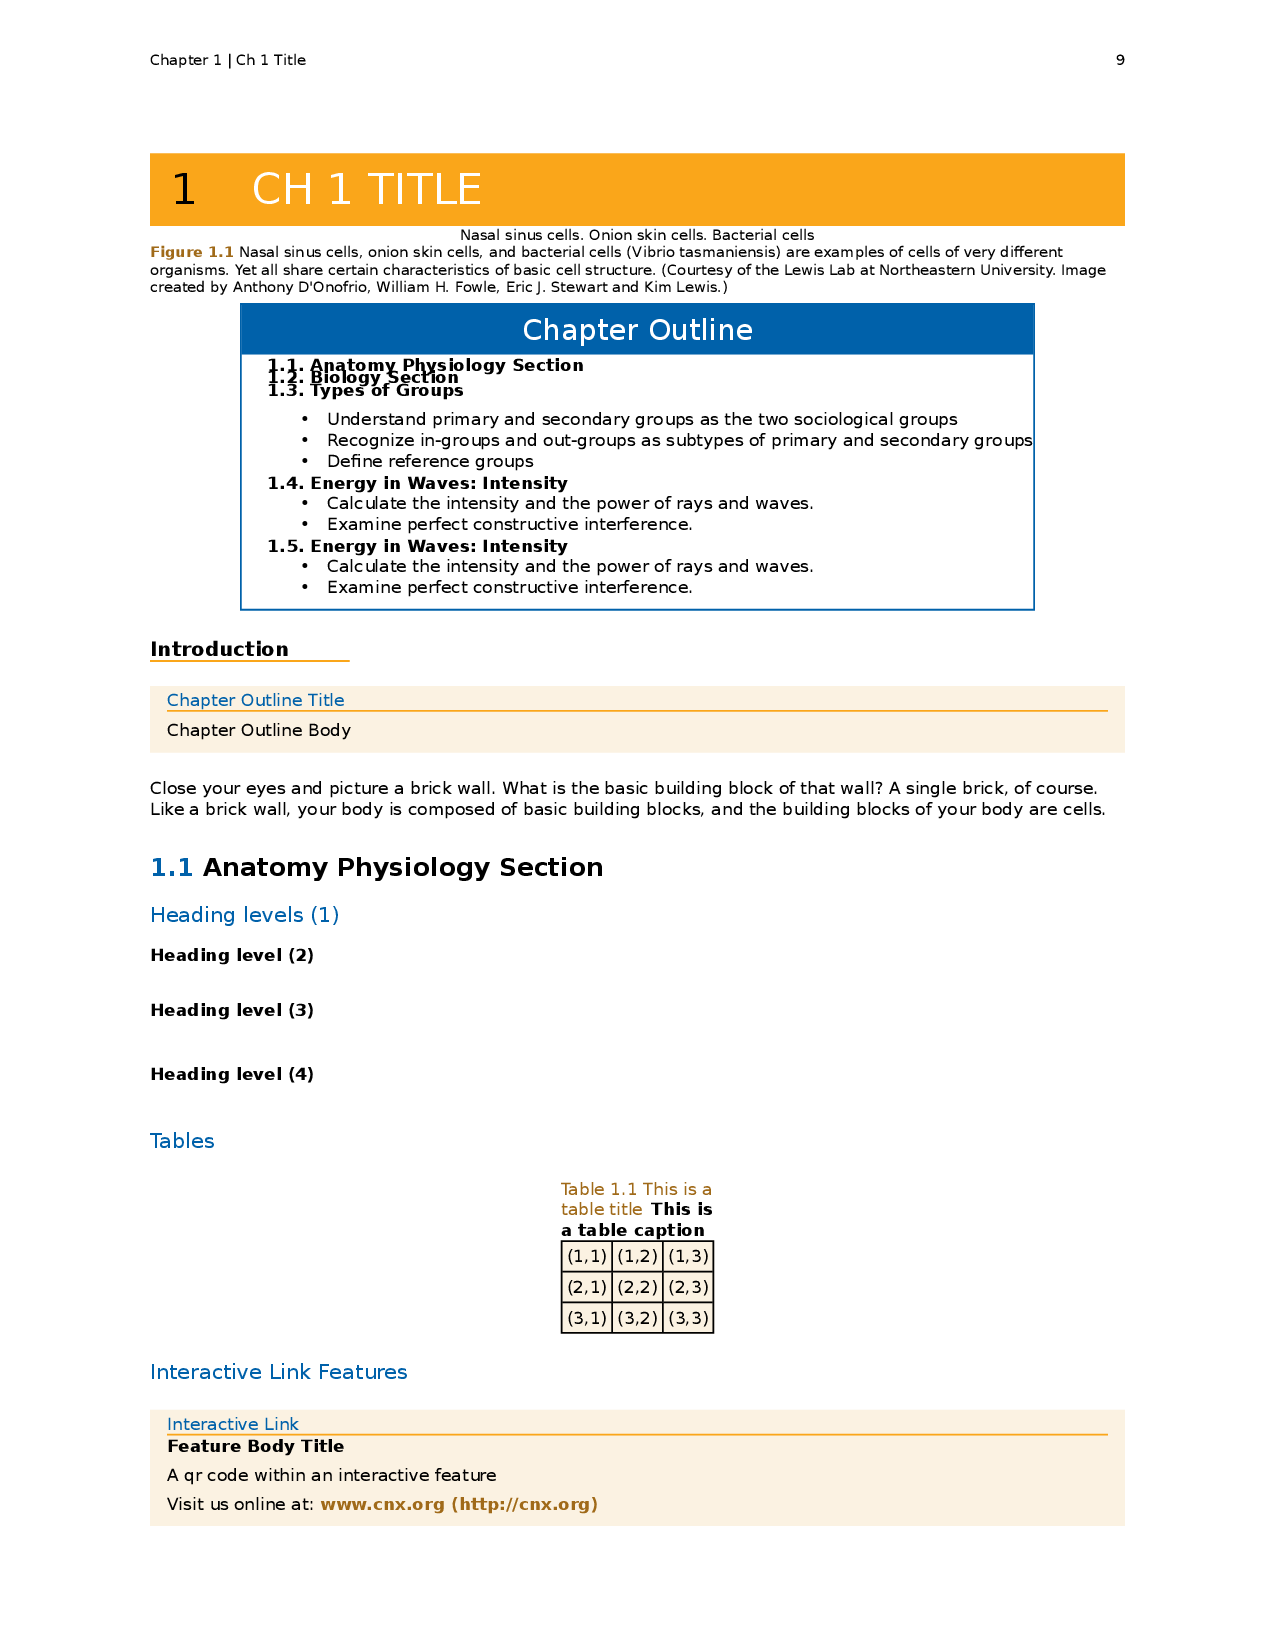 Chapter 1 | Ch 1 Title 9
1 CH 1 TITLE
Nasal sinus cells. Onion skin cells. Bacterial cells
Figure 1.1 Nasal sinus cells, onion skin cells, and bacterial cells (Vibrio tasmaniensis) are examples of cells of very different
organisms. Yet all share certain characteristics of basic cell structure. (Courtesy of the Lewis Lab at Northeastern University. Image
created by Anthony D'Onofrio, William H. Fowle, Eric J. Stewart and Kim Lewis.)
Chapter Outline
1.1. Anatomy Physiology Section
1.2. Biology Section
1.3. Types of Groups
• Understand primary and secondary groups as the two sociological groups
• Recognize in-groups and out-groups as subtypes of primary and secondary groups
• Define reference groups
1.4. Energy in Waves: Intensity
• Calculate the intensity and the power of rays and waves.
• Examine perfect constructive interference.
1.5. Energy in Waves: Intensity
• Calculate the intensity and the power of rays and waves.
• Examine perfect constructive interference.
Introduction
Chapter Outline Title
Chapter Outline Body
Close your eyes and picture a brick wall. What is the basic building block of that wall? A single brick, of course.
Like a brick wall, your body is composed of basic building blocks, and the building blocks of your body are cells.
1.1 Anatomy Physiology Section
Heading levels (1)
Heading level (2)
Heading level (3)
Heading level (4)
Tables
Table 1.1 This is a
table title This is
a table caption
(1,1) (1,2) (1,3)
(2,1) (2,2) (2,3)
(3,1) (3,2) (3,3)
Interactive Link Features
Interactive Link
Feature Body Title
A qr code within an interactive feature
Visit us online at: www.cnx.org (http://cnx.org)